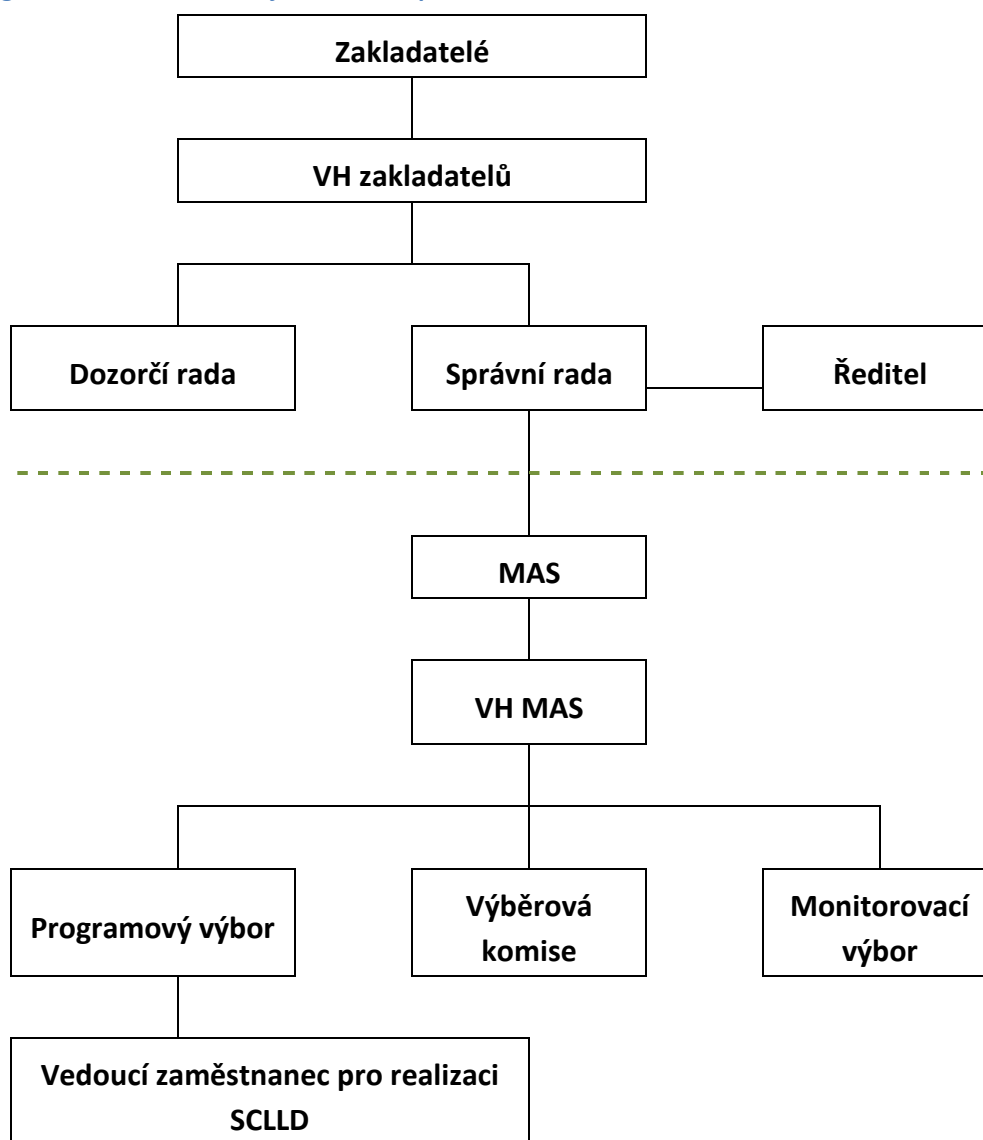 Zakladatelé
VH zakladatelů
Dozorčí rada
Správní rada
Ředitel
MAS
VH MAS
Programový výbor
Výběrová
komise
Monitorovací
výbor
Vedoucí zaměstnanec pro realizaci
SCLLD